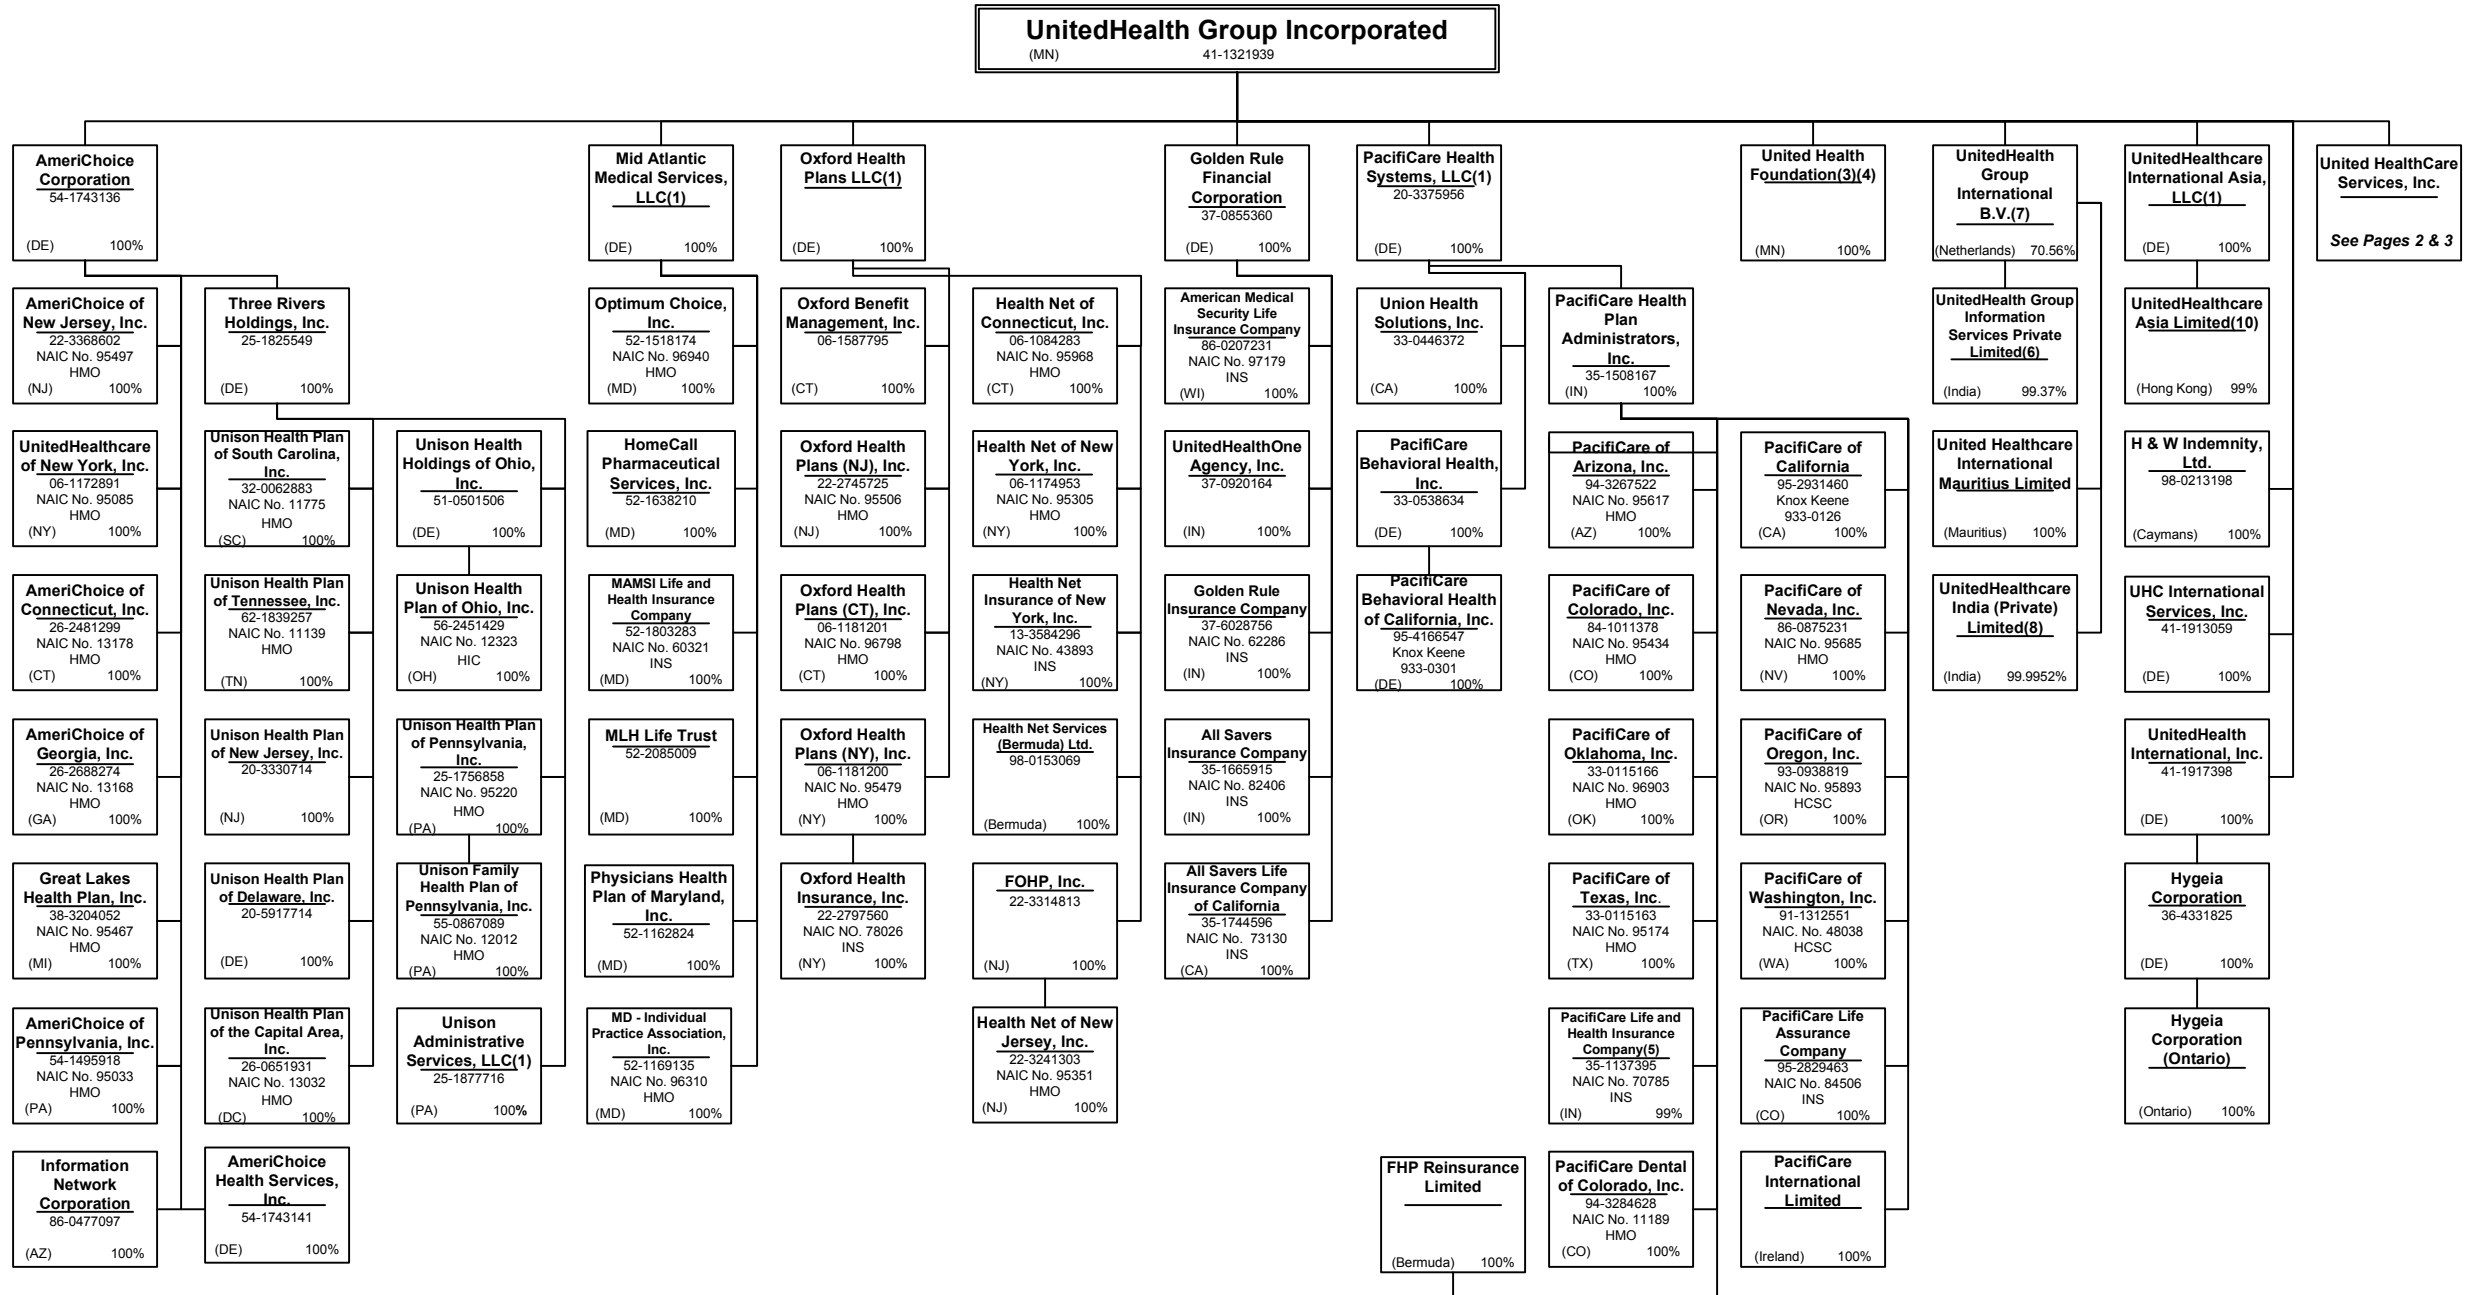 UnitedHealth Group Incorporated
(MN) 41-1321939
AmeriChoice
Corporation
54-1743136
(DE) 100%
Mid Atlantic
Medical Services,
LLC(1)
(DE) 100%
Oxford Health
Plans LLC(1)
(DE) 100%
Golden Rule
Financial
Corporation
37-0855360
(DE) 100%
PacifiCare Health
Systems, LLC(1)
20-3375956
(DE) 100%
United Health
Foundation(3)(4)
(MN) 100%
UnitedHealth
Group
International
B.V.(7)
(Netherlands) 70.56%
UnitedHealthcare
International Asia,
LLC(1)
(DE) 100%
United HealthCare
Services, Inc.
See Pages 2 & 3
AmeriChoice of
New Jersey, Inc.
22-3368602
NAIC No. 95497
HMO
(NJ) 100%
Three Rivers
Holdings, Inc.
25-1825549
(DE) 100%
Optimum Choice,
Inc.
52-1518174
NAIC No. 96940
HMO
(MD) 100%
Oxford Benefit
Management, Inc.
06-1587795
(CT) 100%
Health Net of
Connecticut, Inc.
06-1084283
NAIC No. 95968
HMO
(CT) 100%
American Medical
Security Life
Insurance Company
86-0207231
NAIC No. 97179
INS
(WI) 100%
Union Health
Solutions, Inc.
33-0446372
(CA) 100%
PacifiCare Health
Plan
Administrators,
Inc.
35-1508167
(IN) 100%
UnitedHealth Group
Information
Services Private
Limited(6)
(India) 99.37%
UnitedHealthcare
Asia Limited(10)
(Hong Kong) 99%
UnitedHealthcare
of New York, Inc.
06-1172891
NAIC No. 95085
HMO
(NY) 100%
Unison Health Plan
of South Carolina,
Inc.
32-0062883
NAIC No. 11775
HMO
(SC) 100%
Unison Health
Holdings of Ohio,
Inc.
51-0501506
(DE) 100%
HomeCall
Pharmaceutical
Services, Inc.
52-1638210
(MD) 100%
Oxford Health
Plans (NJ), Inc.
22-2745725
NAIC No. 95506
HMO
(NJ) 100%
Health Net of New
York, Inc.
06-1174953
NAIC No. 95305
HMO
(NY) 100%
UnitedHealthOne
Agency, Inc.
37-0920164
(IN) 100%
PacifiCare
Behavioral Health,
Inc.
33-0538634
(DE) 100%
PacifiCare of
Arizona, Inc.
94-3267522
NAIC No. 95617
HMO
(AZ) 100%
PacifiCare of
California
95-2931460
Knox Keene
933-0126
(CA) 100%
United Healthcare
International
Mauritius Limited
(Mauritius) 100%
H & W Indemnity,
Ltd.
98-0213198
(Caymans) 100%
AmeriChoice of
Connecticut, Inc.
26-2481299
NAIC No. 13178
HMO
(CT) 100%
Unison Health Plan
of Tennessee, Inc.
62-1839257
NAIC No. 11139
HMO
(TN) 100%
Unison Health
Plan of Ohio, Inc.
56-2451429
NAIC No. 12323
HIC
(OH) 100%
MAMSI Life and
Health Insurance
Company
52-1803283
NAIC No. 60321
INS
(MD) 100%
Oxford Health
Plans (CT), Inc.
06-1181201
NAIC No. 96798
HMO
(CT) 100%
Health Net
Insurance of New
York, Inc.
13-3584296
NAIC No. 43893
INS
(NY) 100%
Golden Rule
Insurance Company
37-6028756
NAIC No. 62286
INS
(IN) 100%
PacifiCare
Behavioral Health
of California, Inc.
95-4166547
Knox Keene
933-0301
(DE) 100%
PacifiCare of
Colorado, Inc.
84-1011378
NAIC No. 95434
HMO
(CO) 100%
PacifiCare of
Nevada, Inc.
86-0875231
NAIC No. 95685
HMO
(NV) 100%
UnitedHealthcare
India (Private)
Limited(8)
(India) 99.9952%
UHC International
Services, Inc.
41-1913059
(DE) 100%
AmeriChoice of
Georgia, Inc.
26-2688274
NAIC No. 13168
HMO
(GA) 100%
Unison Health Plan
of New Jersey, Inc.
20-3330714
(NJ) 100%
Unison Health Plan
of Pennsylvania,
Inc.
25-1756858
NAIC No. 95220
HMO
(PA) 100%
MLH Life Trust
52-2085009
(MD) 100%
Oxford Health
Plans (NY), Inc.
06-1181200
NAIC No. 95479
HMO
(NY) 100%
Health Net Services
(Bermuda) Ltd.
98-0153069
(Bermuda) 100%
All Savers
Insurance Company
35-1665915
NAIC No. 82406
INS
(IN) 100%
PacifiCare of
Oklahoma, Inc.
33-0115166
NAIC No. 96903
HMO
(OK) 100%
PacifiCare of
Oregon, Inc.
93-0938819
NAIC No. 95893
HCSC
(OR) 100%
UnitedHealth
International, Inc.
41-1917398
(DE) 100%
Great Lakes
Health Plan, Inc.
38-3204052
NAIC No. 95467
HMO
(MI) 100%
Unison Health Plan
of Delaware, Inc.
20-5917714
(DE) 100%
Unison Family
Health Plan of
Pennsylvania, Inc.
55-0867089
NAIC No. 12012
HMO
(PA) 100%
Physicians Health
Plan of Maryland,
Inc.
52-1162824
(MD) 100%
Oxford Health
Insurance, Inc.
22-2797560
NAIC NO. 78026
INS
(NY) 100%
FOHP, Inc.
22-3314813
(NJ) 100%
All Savers Life
Insurance Company
of California
35-1744596
NAIC No. 73130
INS
(CA) 100%
PacifiCare of
Texas, Inc.
33-0115163
NAIC No. 95174
HMO
(TX) 100%
PacifiCare of
Washington, Inc.
91-1312551
NAIC. No. 48038
HCSC
(WA) 100%
Hygeia
Corporation
36-4331825
(DE) 100%
AmeriChoice of
Pennsylvania, Inc.
54-1495918
NAIC No. 95033
HMO
(PA) 100%
Unison Health Plan
of the Capital Area,
Inc.
26-0651931
NAIC No. 13032
HMO
(DC) 100%
Unison
Administrative
Services, LLC(1)
25-1877716
(PA) 100%
MD - Individual
Practice Association,
Inc.
52-1169135
NAIC No. 96310
HMO
(MD) 100%
Health Net of New
Jersey, Inc.
22-3241303
NAIC No. 95351
HMO
(NJ) 100%
PacifiCare Life and
Health Insurance
Company(5)
35-1137395
NAIC No. 70785
INS
(IN) 99%
PacifiCare Life
Assurance
Company
95-2829463
NAIC No. 84506
INS
(CO) 100%
Hygeia
Corporation
(Ontario)
(Ontario) 100%
Information
Network
Corporation
86-0477097
(AZ) 100%
AmeriChoice
Health Services,
Inc.
54-1743141
(DE) 100%
FHP Reinsurance
Limited
(Bermuda) 100%
PacifiCare Dental
of Colorado, Inc.
94-3284628
NAIC No. 11189
HMO
(CO) 100%
PacifiCare
International
Limited
(Ireland) 100%